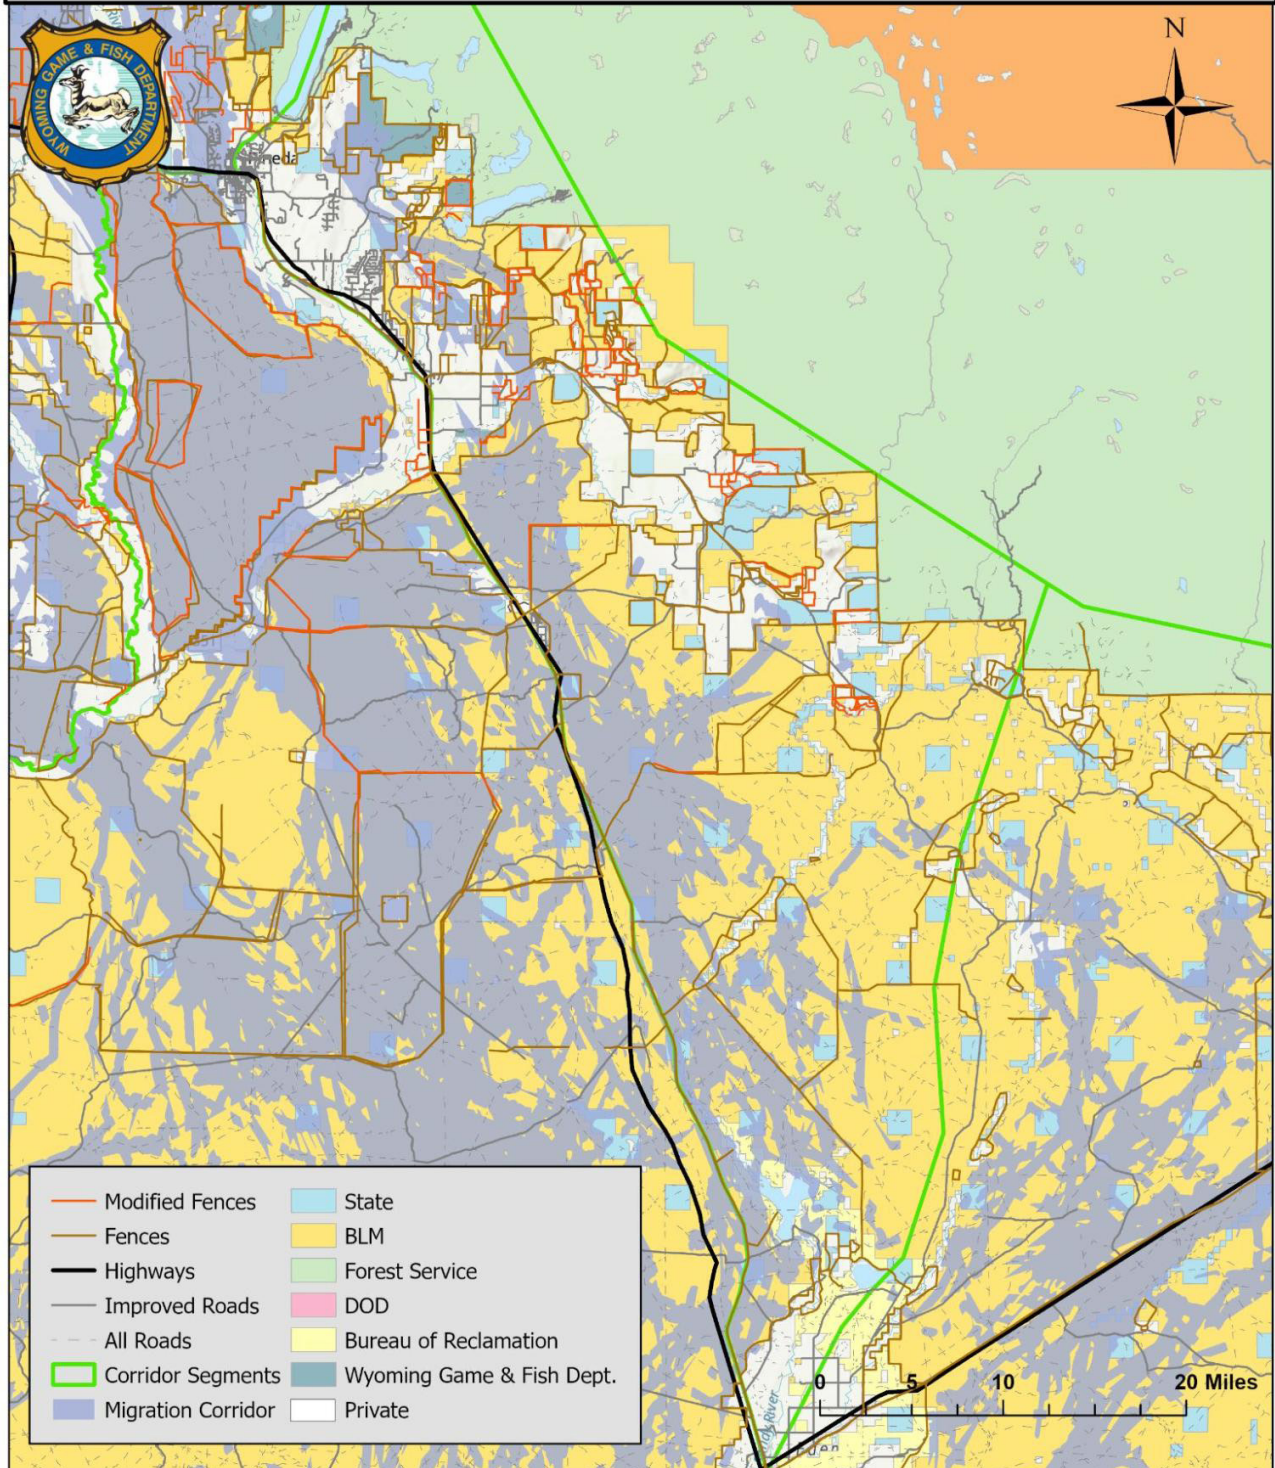 WYOMING GAME & FISH DEPARTMENT
N
Modified Fences
Fences
Highways
Improved Roads
All Roads
Corridor Segments
Migration Corridor
State
BLM
Forest Service
DOD
Bureau of Reclamation
Wyoming Game & Fish Dept.
Private
0 5 10 20 Miles
River